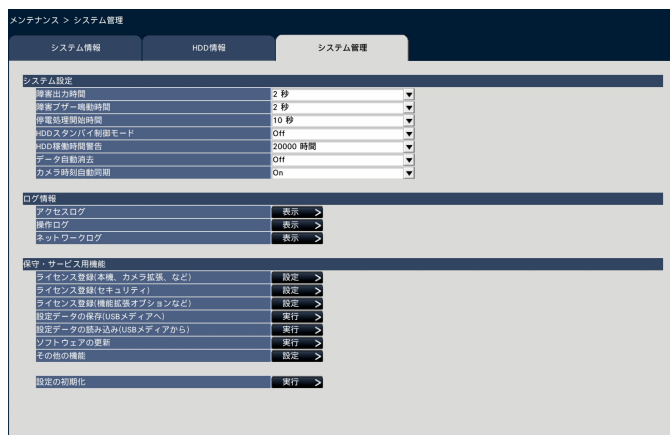 メンテナンス > システム管理
システム情報 HDD情報 システム管理
システム設定
障害出力時間 2 秒
障害ブザー鳴動時間 2 秒
停電処理開始時間 10 秒
HDDスタンバイ制御モード Off
HDD稼働時間警告 20000 時間
データ自動消去 Off
カメラ時刻自動同期 On
ログ情報
アクセスログ 表示 >
操作ログ 表示 >
ネットワークログ 表示 >
保守・サービス用機能
ライセンス登録(本機、カメラ拡張、など) 設定 >
ライセンス登録(セキュリティ) 設定 >
ライセンス登録(機能拡張オプションなど) 設定 >
設定データの保存(USBメディアへ) 実行 >
設定データの読み込み(USBメディアから) 実行 >
ソフトウェアの更新 実行 >
その他の機能 設定 >
設定の初期化 実行 >